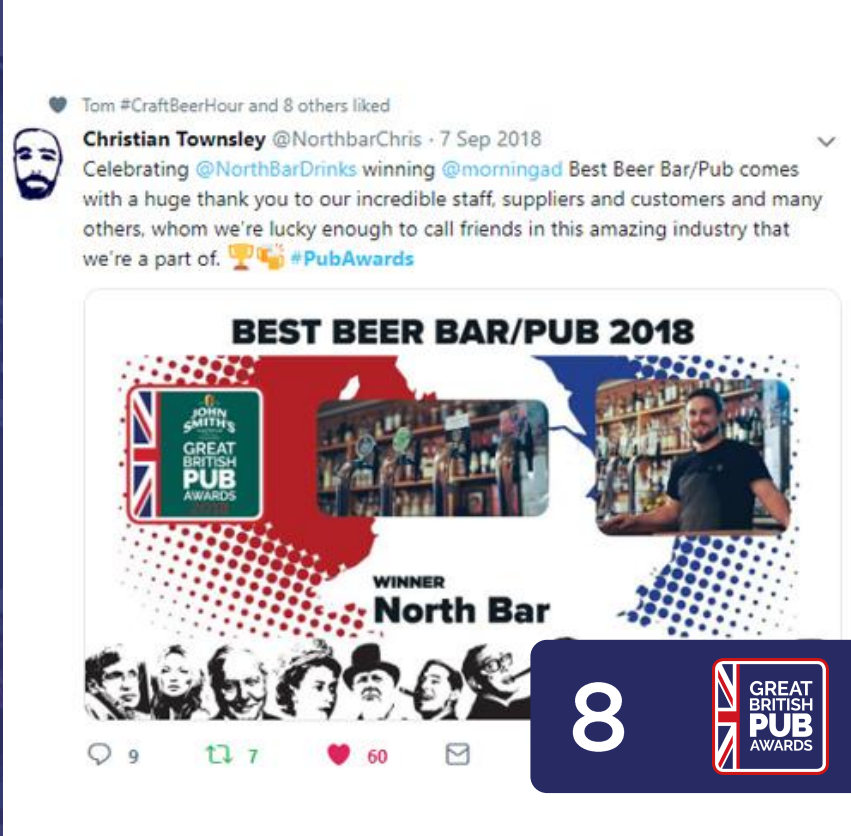 Tom #CraftBeerHour and 8 others liked
Christian Townsley @NorthbarChris · 7 Sep 2018
Celebrating @NorthBarDrinks winning @morningad Best Beer Bar/Pub comes
with a huge thank you to our incredible staff, suppliers and customers and many
others, whom we're lucky enough to call friends in this amazing industry that
we're a part of. 🏆🍻 #PubAwards
BEST BEER BAR/PUB 2018
JOHN
SMITH'S
GREAT
BRITISH
PUB
AWARDS
2018
WINNER
North Bar
9 7 60
8
GREAT
BRITISH
PUB
AWARDS